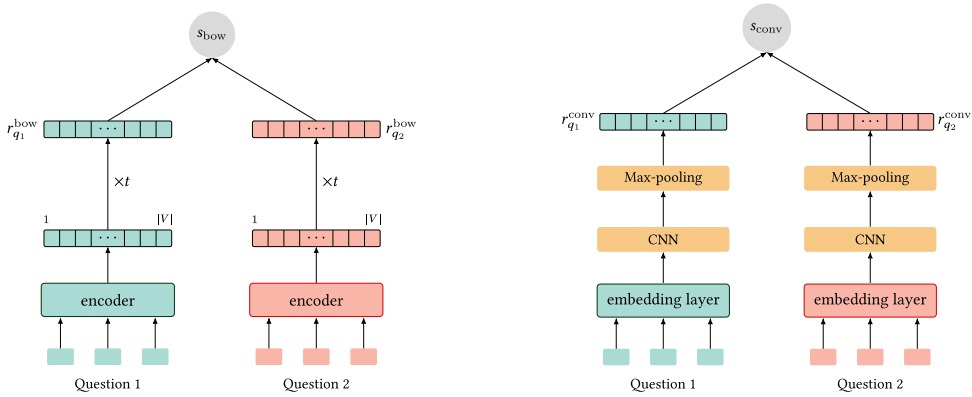 s_bow
r_{q_1}^{bow} ··· ··· r_{q_2}^{bow}
×t ×t
1 |V| 1 |V|
··· ···
encoder encoder
Question 1 Question 2
s_conv
r_{q_1}^{conv} ··· ··· r_{q_2}^{conv}
Max-pooling Max-pooling
CNN CNN
embedding layer embedding layer
Question 1 Question 2